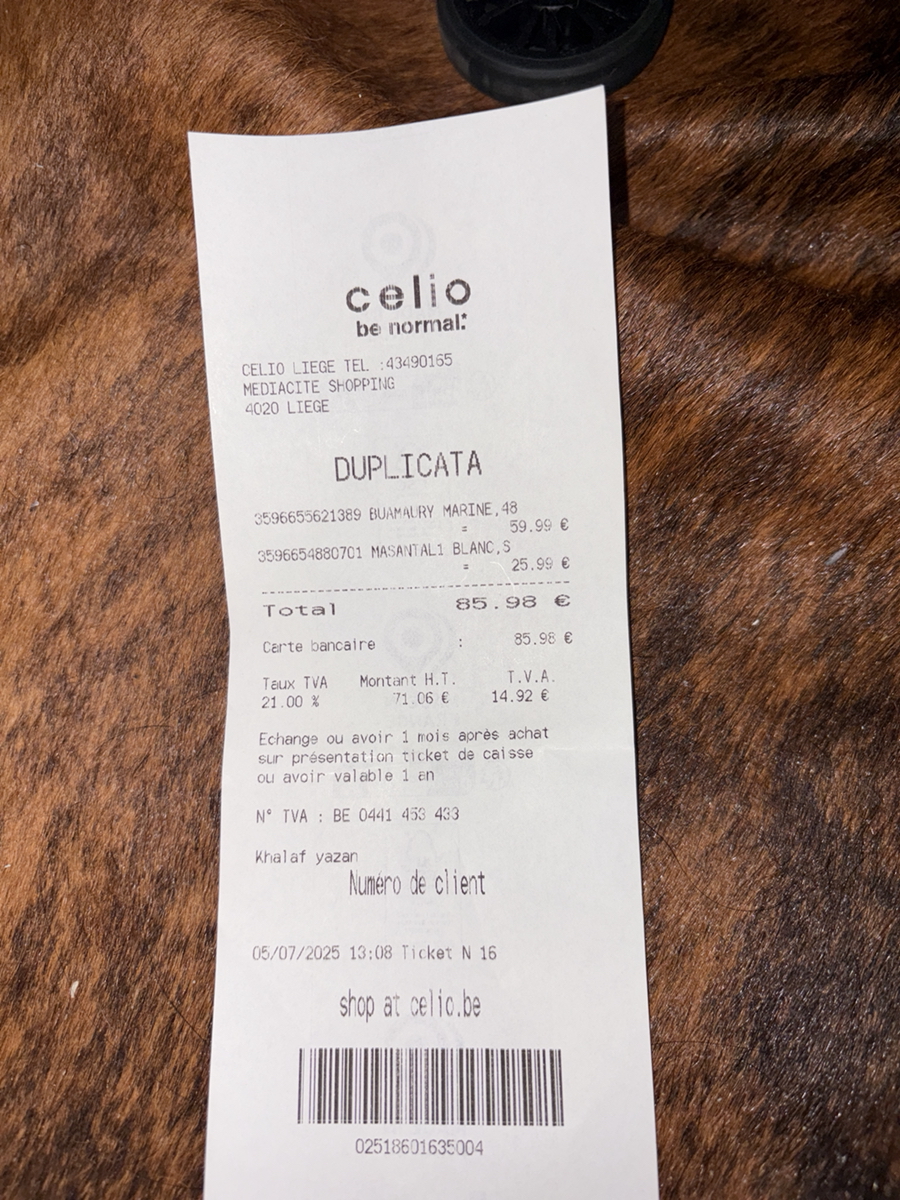 celio
be normal.*
CELIO LIEGE TEL :43490165
MEDIACITE SHOPPING
4020 LIEGE
DUPLICATA
3596655621389 BUAMAURY MARINE,48
= 59.99 €
3596654880701 MASANTAL1 BLANC,S
= 25.99 €
Total 85.98 €
Carte bancaire : 85.98 €
Taux TVA Montant H.T. T.V.A.
21.00 % 71.06 € 14.92 €
Echange ou avoir 1 mois après achat
sur présentation ticket de caisse
ou avoir valable 1 an
N° TVA : BE 0441 453 433
Khalaf yazan
Numéro de client
05/07/2025 13:08 Ticket N 16
shop at celio.be
02518601635004